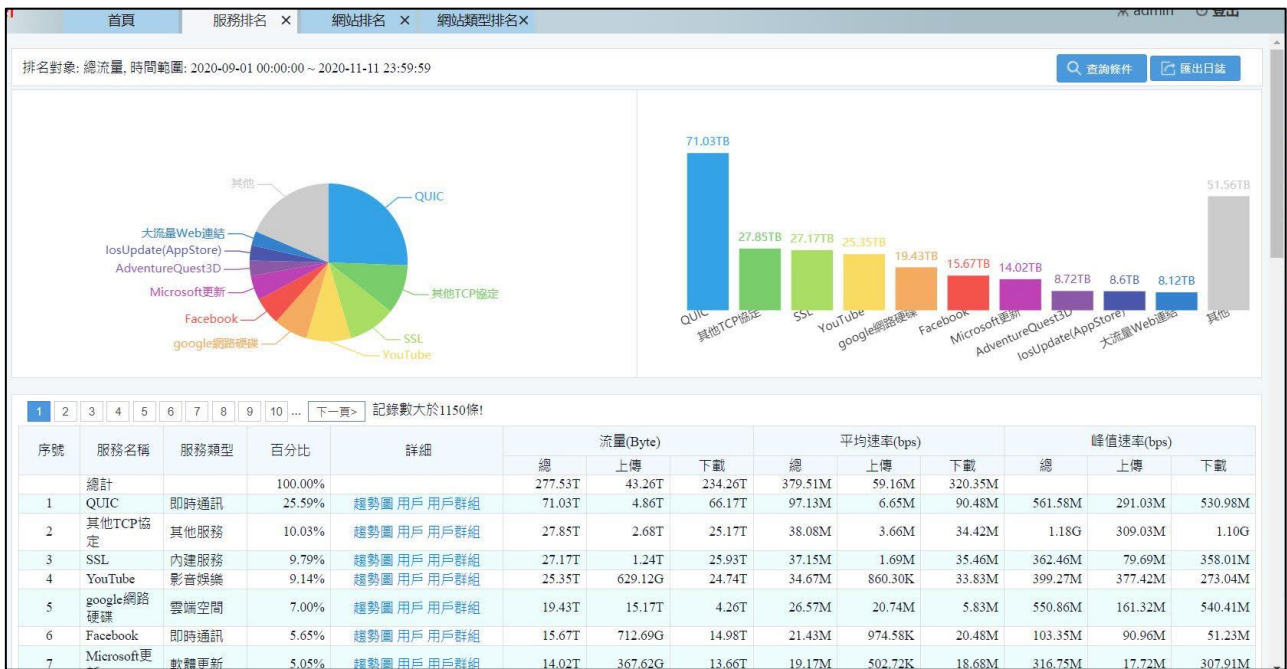 首頁 服務排名 × 網站排名 × 網站類型排名× admin 登出
排名對象: 總流量, 時間範圍: 2020-09-01 00:00:00 ~ 2020-11-11 23:59:59 查詢條件 匯出日誌
其他
QUIC
大流量Web連結
IosUpdate(AppStore)
AdventureQuest3D
Microsoft更新
其他TCP協定
Facebook
SSL
google網路硬碟
YouTube
71.03TB
27.85TB
27.17TB
25.35TB
19.43TB
15.67TB
14.02TB
8.72TB
8.6TB
8.12TB
51.56TB
QUIC
其他TCP協定
SSL
YouTube
google網路硬碟
Facebook
Microsoft更新
AdventureQuest3D
IosUpdate(AppStore)
大流量Web連結
其他
1 2 3 4 5 6 7 8 9 10 ... 下一頁> 記錄數大於1150條!
序號 服務名稱 服務類型 百分比 詳細 流量(Byte) 平均速率(bps) 峰值速率(bps)
總 上傳 下載 總 上傳 下載 總 上傳 下載
總計 100.00% 277.53T 43.26T 234.26T 379.51M 59.16M 320.35M
1 QUIC 即時通訊 25.59% 趨勢圖 用戶 用戶群組 71.03T 4.86T 66.17T 97.13M 6.65M 90.48M 561.58M 291.03M 530.98M
2 其他TCP協定 其他服務 10.03% 趨勢圖 用戶 用戶群組 27.85T 2.68T 25.17T 38.08M 3.66M 34.42M 1.18G 309.03M 1.10G
3 SSL 內建服務 9.79% 趨勢圖 用戶 用戶群組 27.17T 1.24T 25.93T 37.15M 1.69M 35.46M 362.46M 79.69M 358.01M
4 YouTube 影音娛樂 9.14% 趨勢圖 用戶 用戶群組 25.35T 629.12G 24.74T 34.67M 860.30K 33.83M 399.27M 377.42M 273.04M
5 google網路硬碟 雲端空間 7.00% 趨勢圖 用戶 用戶群組 19.43T 15.17T 4.26T 26.57M 20.74M 5.83M 550.86M 161.32M 540.41M
6 Facebook 即時通訊 5.65% 趨勢圖 用戶 用戶群組 15.67T 712.69G 14.98T 21.43M 974.58K 20.48M 103.35M 90.96M 51.23M
7 Microsoft更 軟體更新 5.05% 趨勢圖 用戶 用戶群組 14.02T 367.62G 13.66T 19.17M 502.72K 18.68M 316.75M 17.72M 307.91M